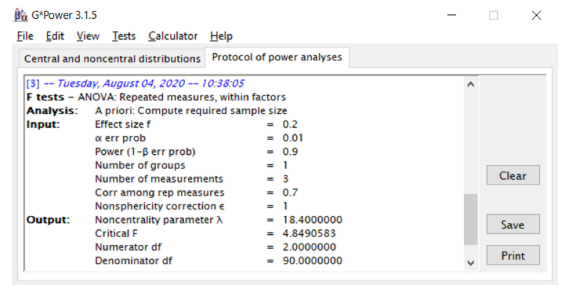 G*Power 3.1.5
File Edit View Tests Calculator Help
Central and noncentral distributions Protocol of power analyses
[3] -- Tuesday, August 04, 2020 -- 10:38:05
F tests - ANOVA: Repeated measures, within factors
Analysis: A priori: Compute required sample size
Input: Effect size f = 0.2
α err prob = 0.01
Power (1-β err prob) = 0.9
Number of groups = 1
Number of measurements = 3
Corr among rep measures = 0.7
Nonsphericity correction ϵ = 1
Output: Noncentrality parameter λ = 18.4000000
Critical F = 4.8490583
Numerator df = 2.0000000
Denominator df = 90.0000000
Clear
Save
Print